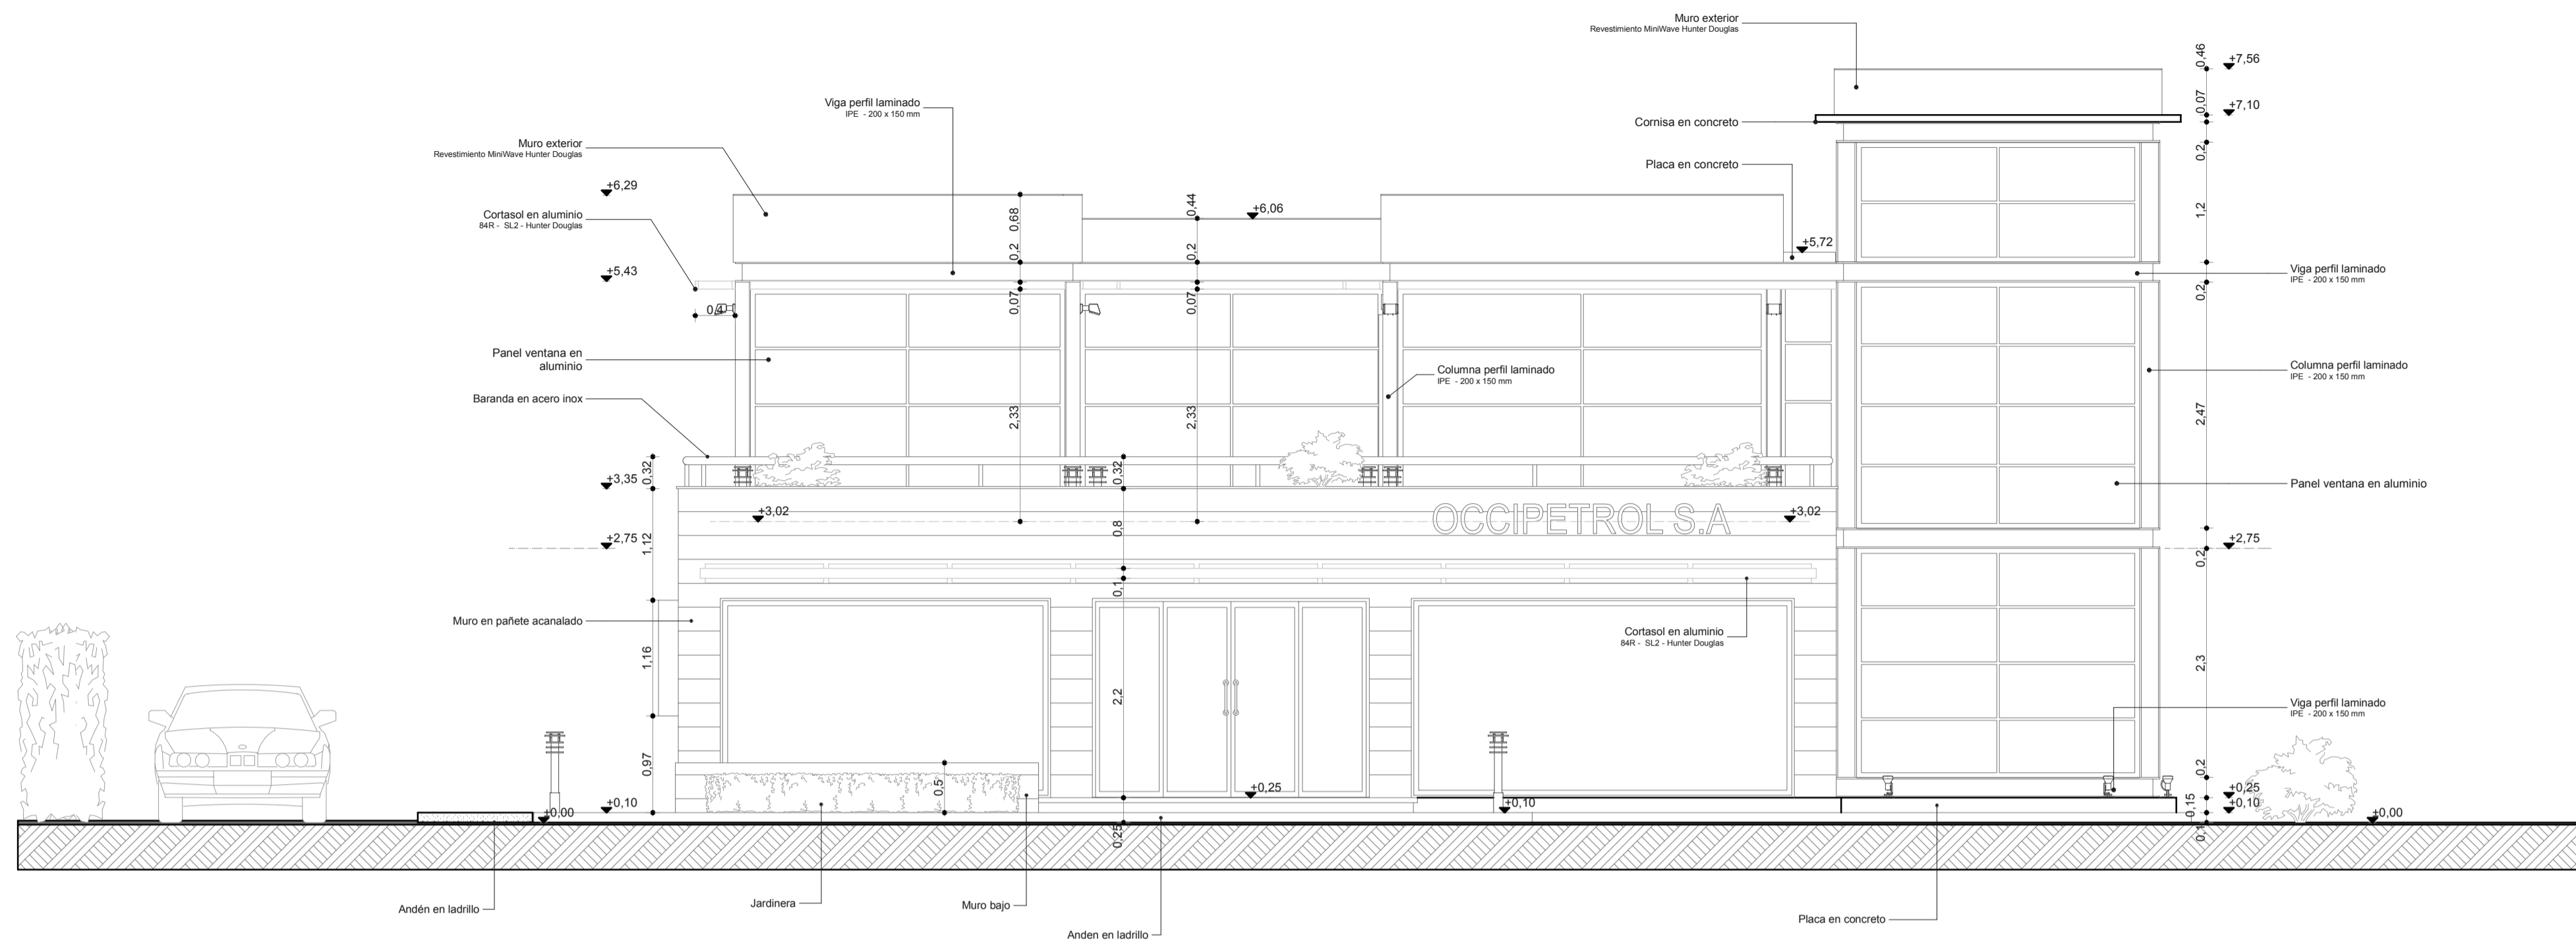 Muro exterior
Revestimiento MiniWave Hunter Douglas
0,46
+7,56
0,07
+7,10
Viga perfil laminado
IPE - 200 x 150 mm
Cornisa en concreto
Muro exterior
Revestimiento MiniWave Hunter Douglas
Placa en concreto
0,2
+6,29
0,68
0,44
+6,06
1,2
Cortasol en aluminio
84R - SL2 - Hunter Douglas
0,2
0,2
+5,72
+5,43
Viga perfil laminado
IPE - 200 x 150 mm
0,07
0,07
0,2
0,4
Panel ventana en
aluminio
Columna perfil laminado
IPE - 200 x 150 mm
Columna perfil laminado
IPE - 200 x 150 mm
Baranda en acero inox
2,33
2,33
2,47
0,32
0,32
+3,35
Panel ventana en aluminio
+3,02
OCCIPETROL S.A
+3,02
0,8
+2,75
1,12
+2,75
0,2
0,1
Muro en pañete acanalado
Cortasol en aluminio
84R - SL2 - Hunter Douglas
1,16
2,3
2,2
Viga perfil laminado
IPE - 200 x 150 mm
0,97
0,2
0,5
+0,25
+0,25
+0,10
+0,10
+0,10
0,15
+0,00
+0,00
0,25
0,1
Andén en ladrillo
Jardinera
Muro bajo
Placa en concreto
Anden en ladrillo